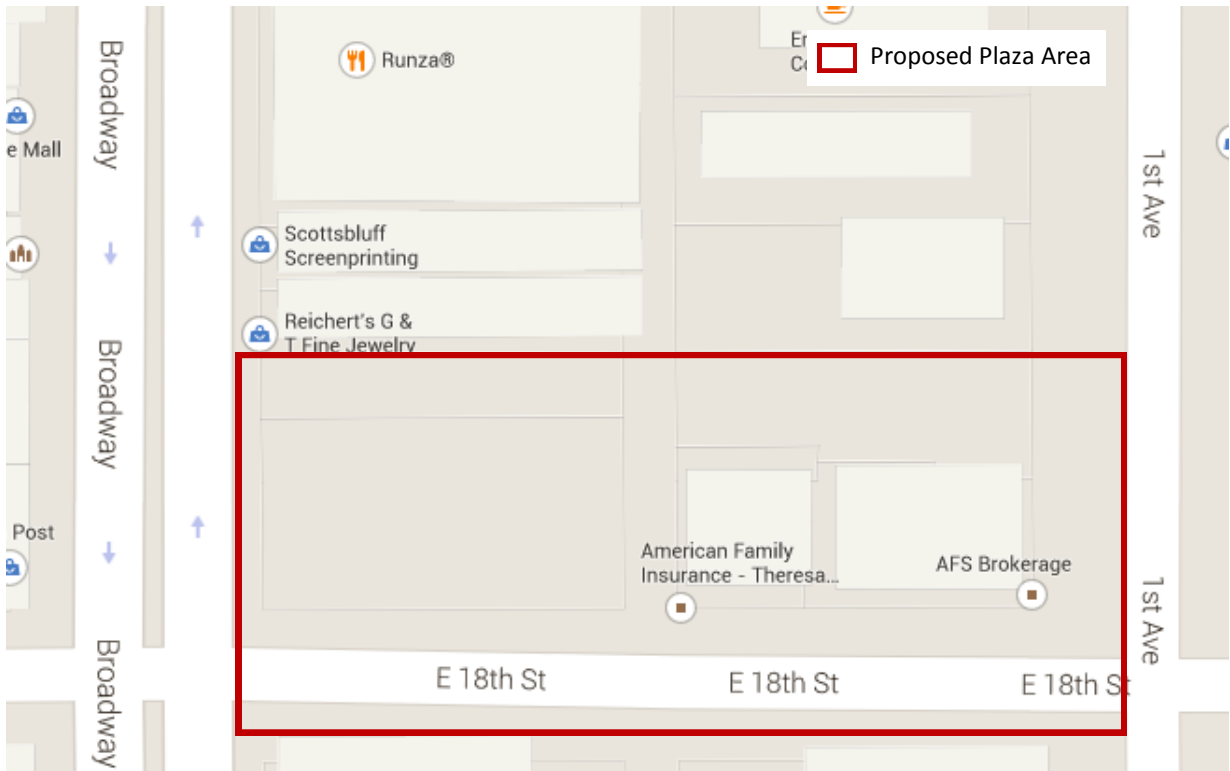 Broadway
Runza®
Proposed Plaza Area
e Mall
1st Ave
Scottsbluff
Screenprinting
Reichert's G &
T Fine Jewelry
Broadway
Post
American Family
Insurance - Theresa...
AFS Brokerage
1st Ave
Broadway
E 18th St
E 18th St
E 18th St